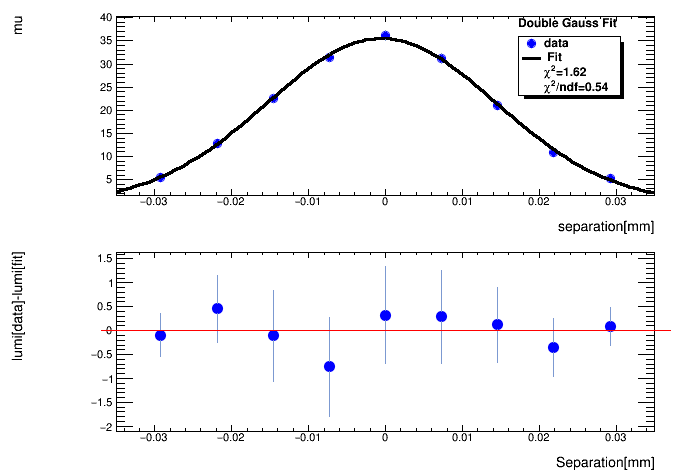 mu
Double Gauss Fit
40
35
30
25
20
15
10
5
data
Fit
χ²=1.62
χ²/ndf=0.54
−0.03 −0.02 −0.01 0 0.01 0.02 0.03
separation[mm]
lumi[data]-lumi[fit]
1.5
1
0.5
0
−0.5
−1
−1.5
−2
−0.03 −0.02 −0.01 0 0.01 0.02 0.03
Separation[mm]